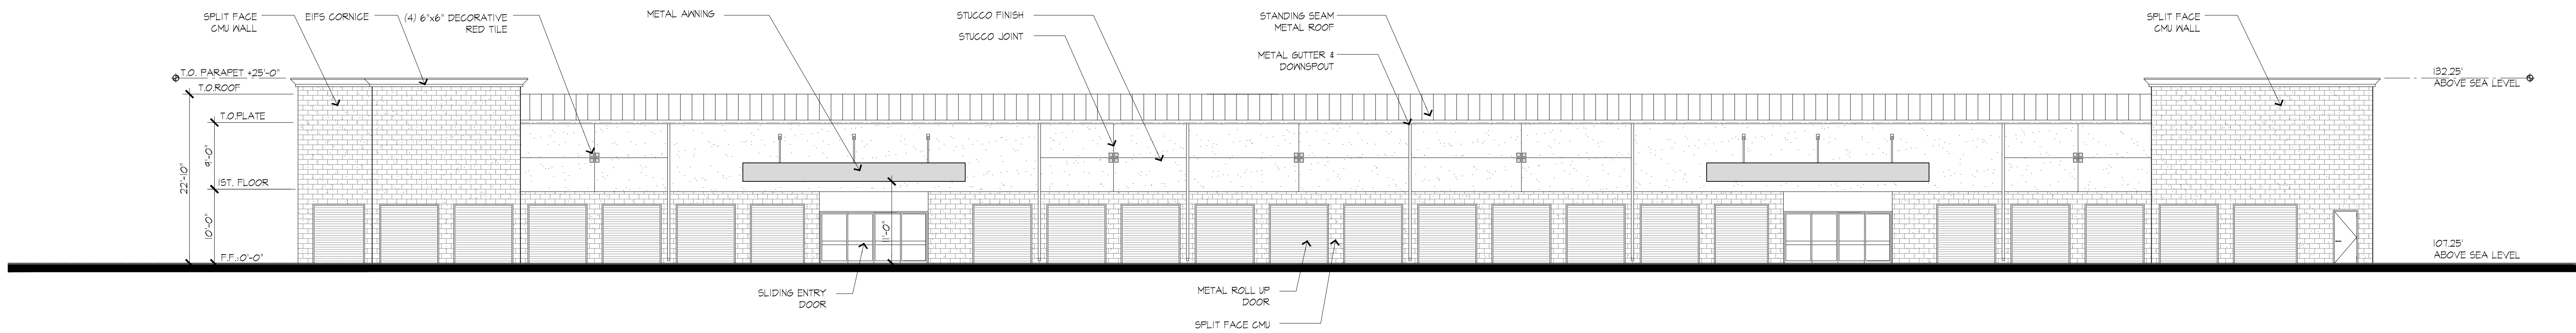 SPLIT FACE
CMU WALL
EIFS CORNICE
(4) 6"x6" DECORATIVE
RED TILE
METAL AWNING
STUCCO FINISH
STUCCO JOINT
STANDING SEAM
METAL ROOF
METAL GUTTER &
DOWNSPOUT
SPLIT FACE
CMU WALL
T.O. PARAPET +25'-0"
T.O.ROOF
T.O.PLATE
1ST. FLOOR
F.F.:0'-0"
22'-10"
9'-0"
10'-0"
11'-0"
132.25'
ABOVE SEA LEVEL
107.25'
ABOVE SEA LEVEL
SLIDING ENTRY
DOOR
METAL ROLL UP
DOOR
SPLIT FACE CMU